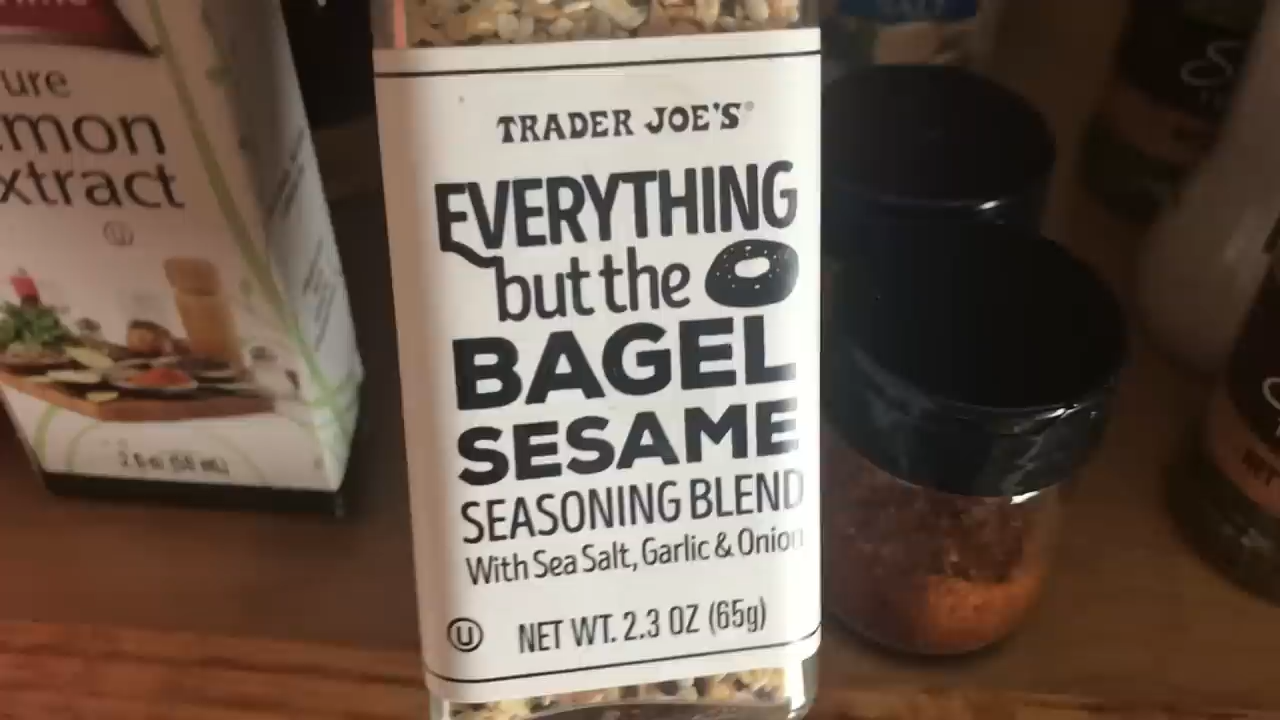 TRADER JOE'S
EVERYTHING
but the
BAGEL
SESAME
SEASONING BLEND
With Sea Salt, Garlic & Onion
U NET WT. 2.3 OZ (65g)
ure
mon
xtract
U